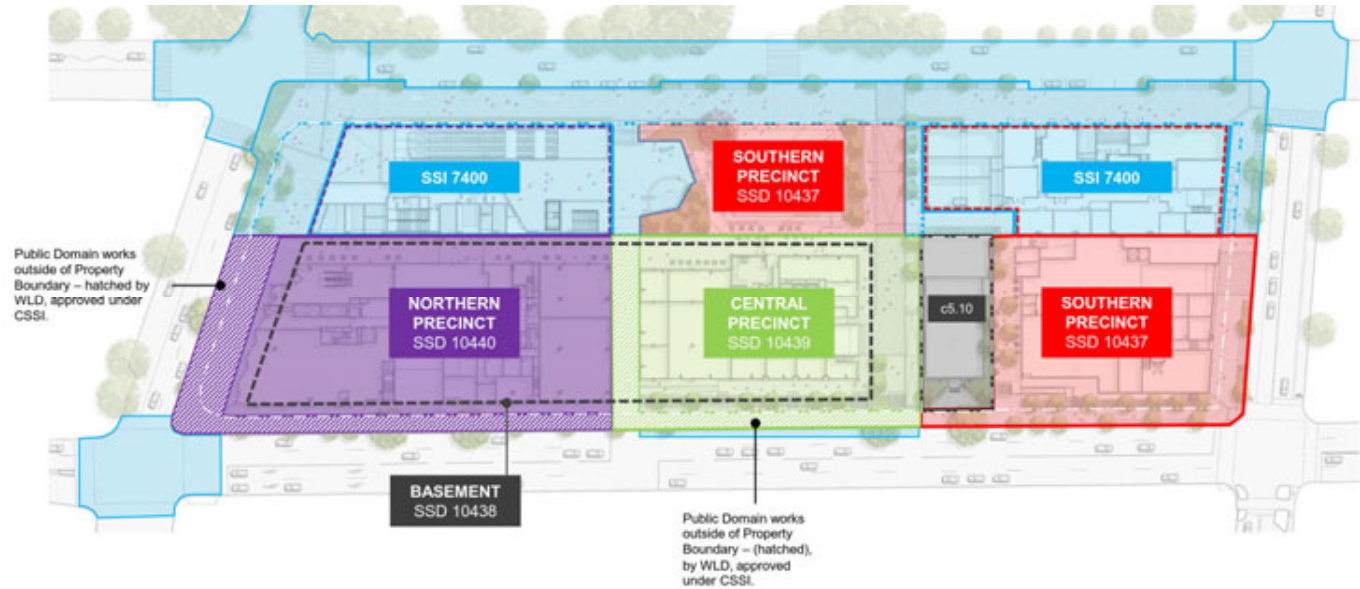 SSI 7400
SOUTHERN
PRECINCT
SSD 10437
SSI 7400
Public Domain works
outside of Property
Boundary – hatched by
WLD, approved under
CSSI.
NORTHERN
PRECINCT
SSD 10440
CENTRAL
PRECINCT
SSD 10439
c5.10
SOUTHERN
PRECINCT
SSD 10437
BASEMENT
SSD 10438
Public Domain works
outside of Property
Boundary – (hatched),
by WLD, approved
under CSSI.